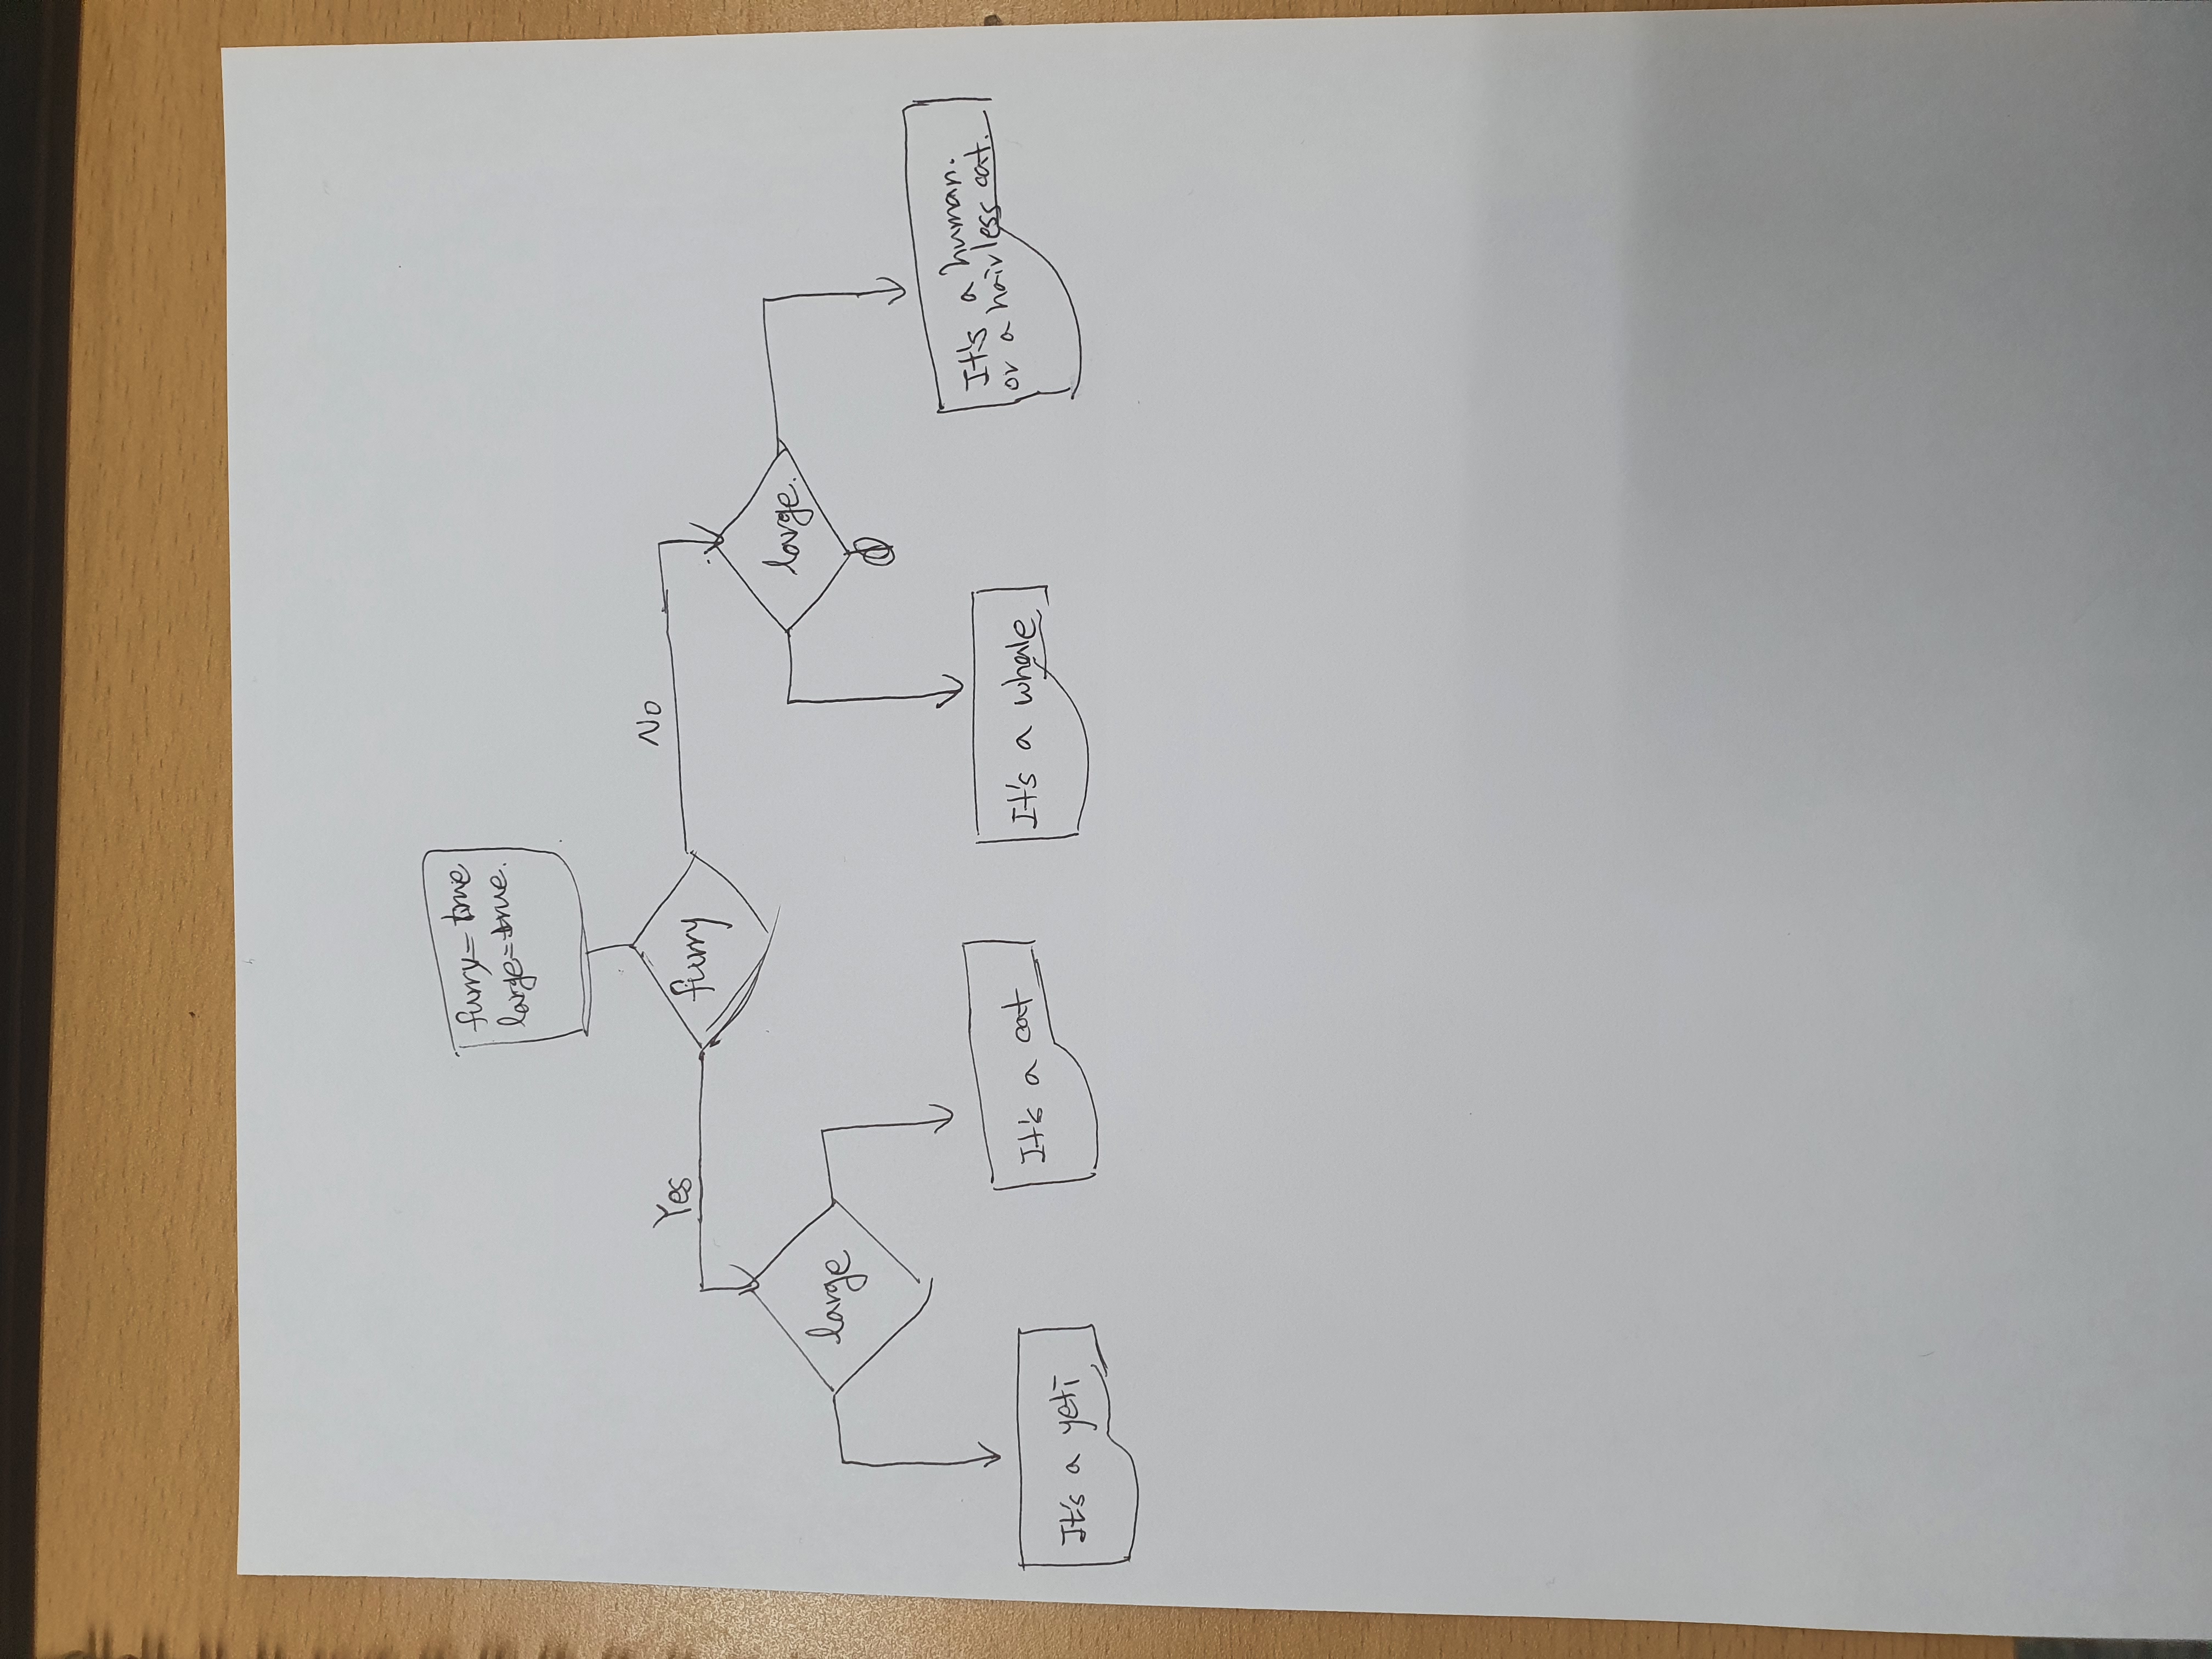 furry= true
large=true.
furry
Yes
No
large
large.
It's a yeti
It's a cat
It's a whale
It's a human.
or a hairless cat.